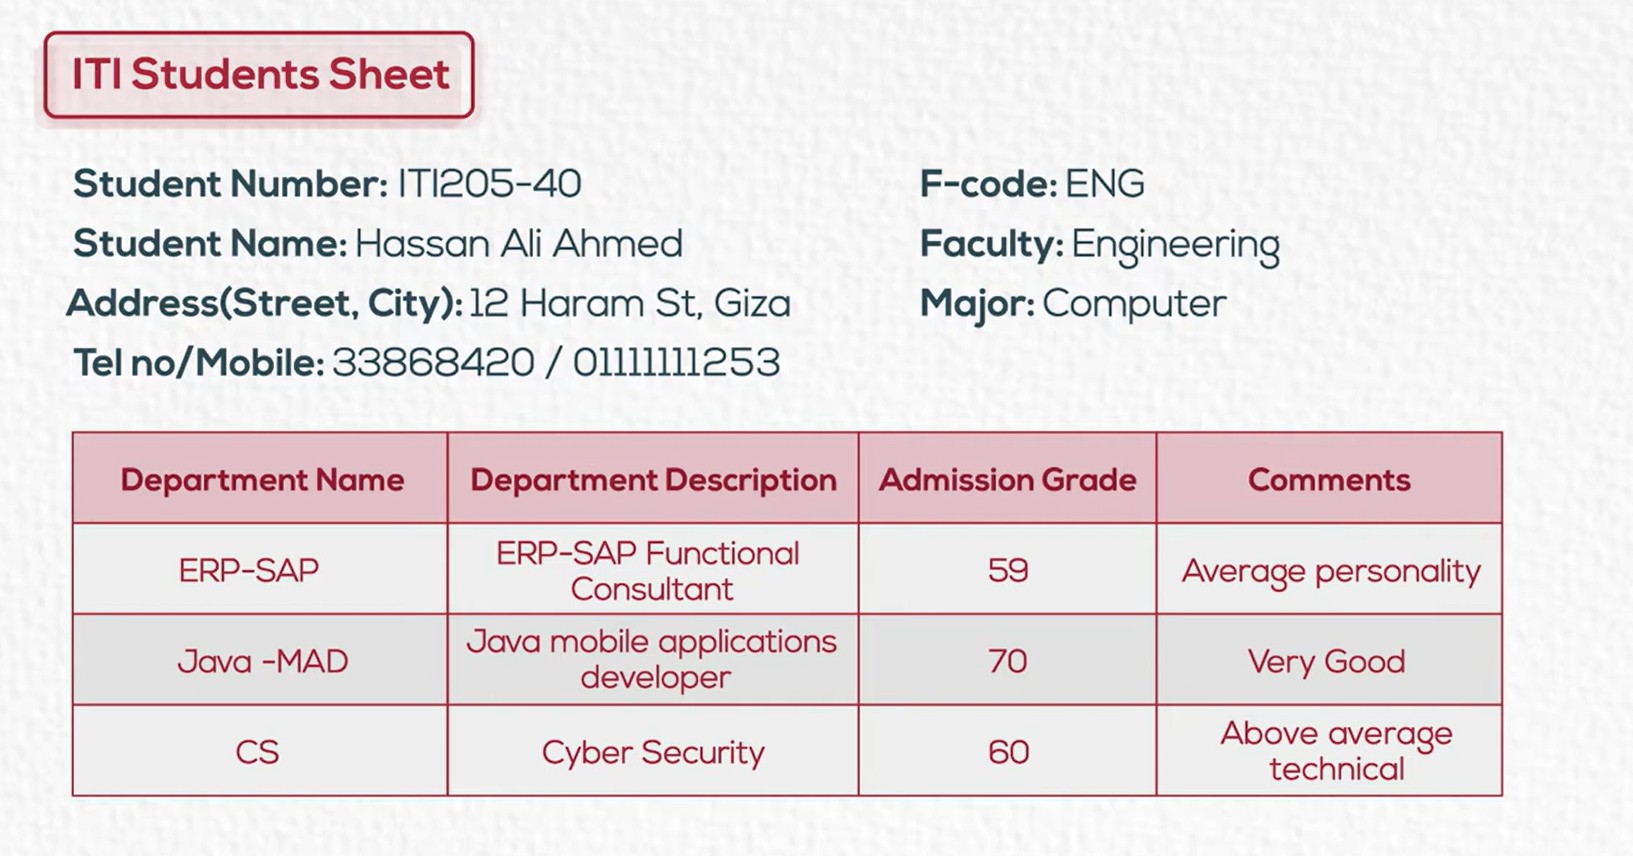 ITI Students Sheet
Student Number: ITI205-40
F-code: ENG
Student Name: Hassan Ali Ahmed
Faculty: Engineering
Address(Street, City): 12 Haram St, Giza
Major: Computer
Tel no/Mobile: 33868420 / 01111111253
Department Name
Department Description
Admission Grade
Comments
ERP-SAP
ERP-SAP Functional
Consultant
59
Average personality
Java -MAD
Java mobile applications
developer
70
Very Good
CS
Cyber Security
60
Above average
technical